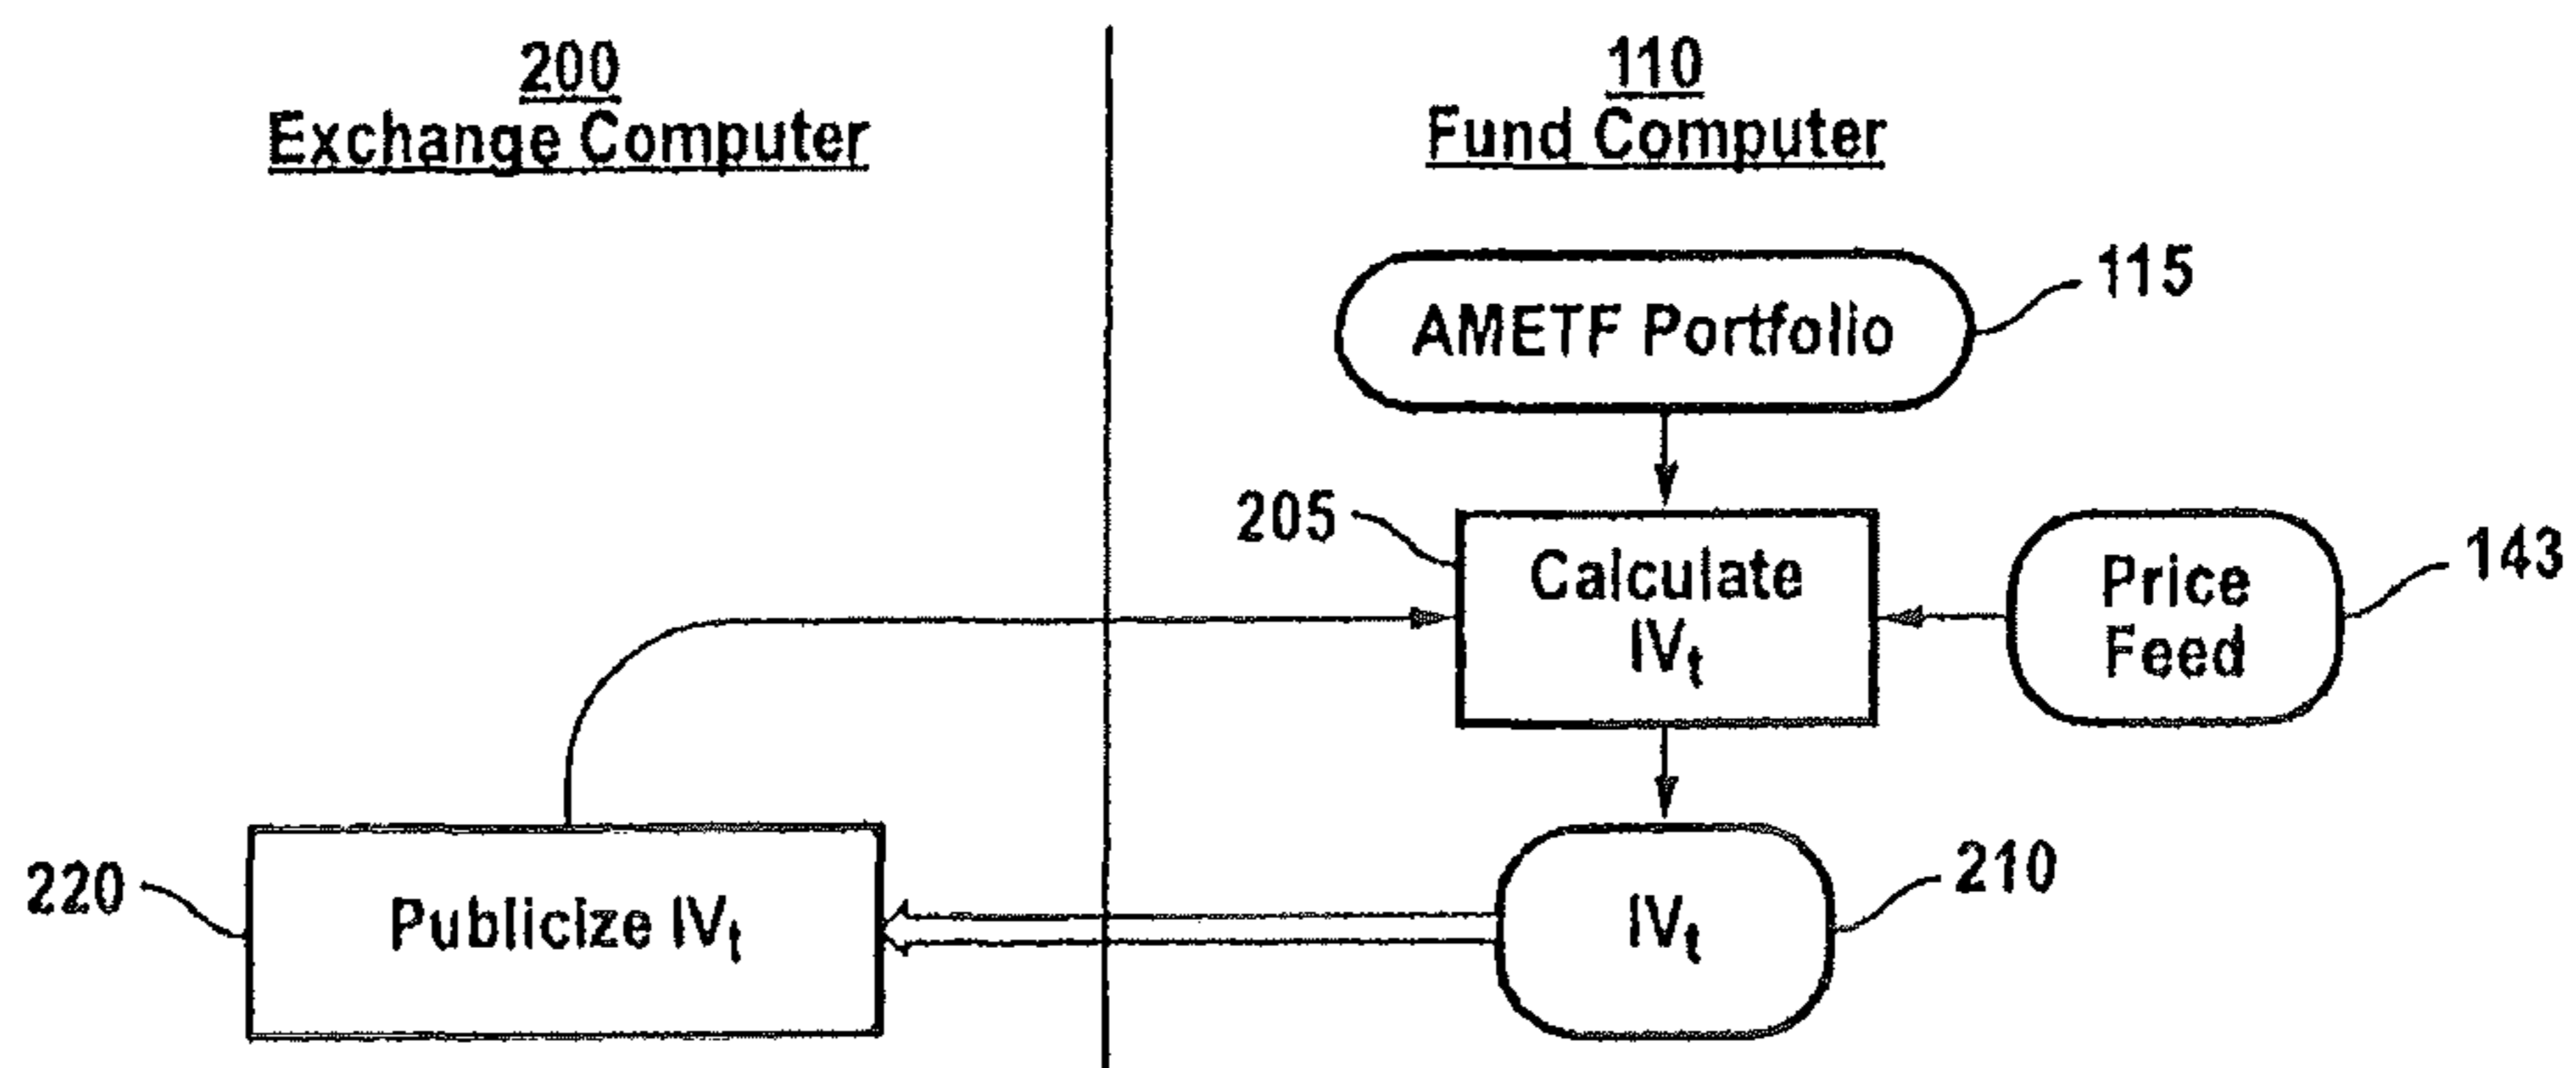 200
Exchange Computer
110
Fund Computer
AMETF Portfolio
115
205
Calculate
IVt
Price
Feed
143
220
Publicize IVt
IVt
210